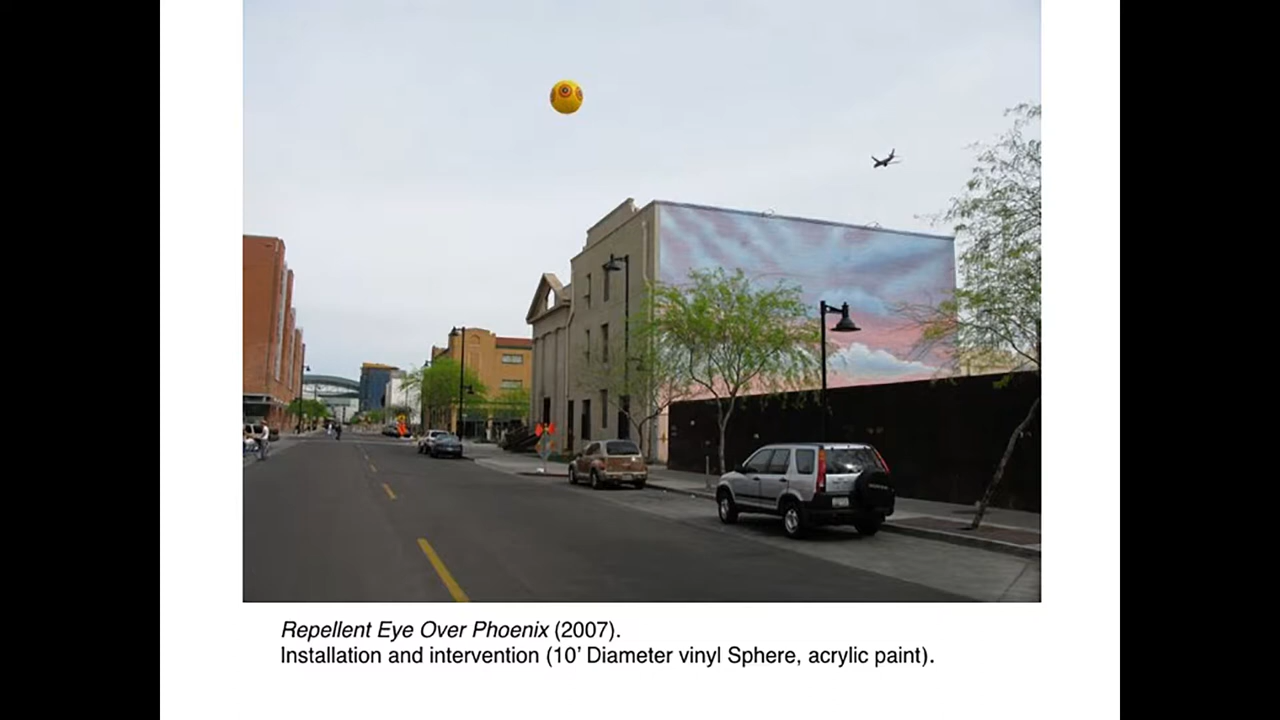 Repellent Eye Over Phoenix (2007).
Installation and intervention (10’ Diameter vinyl Sphere, acrylic paint).